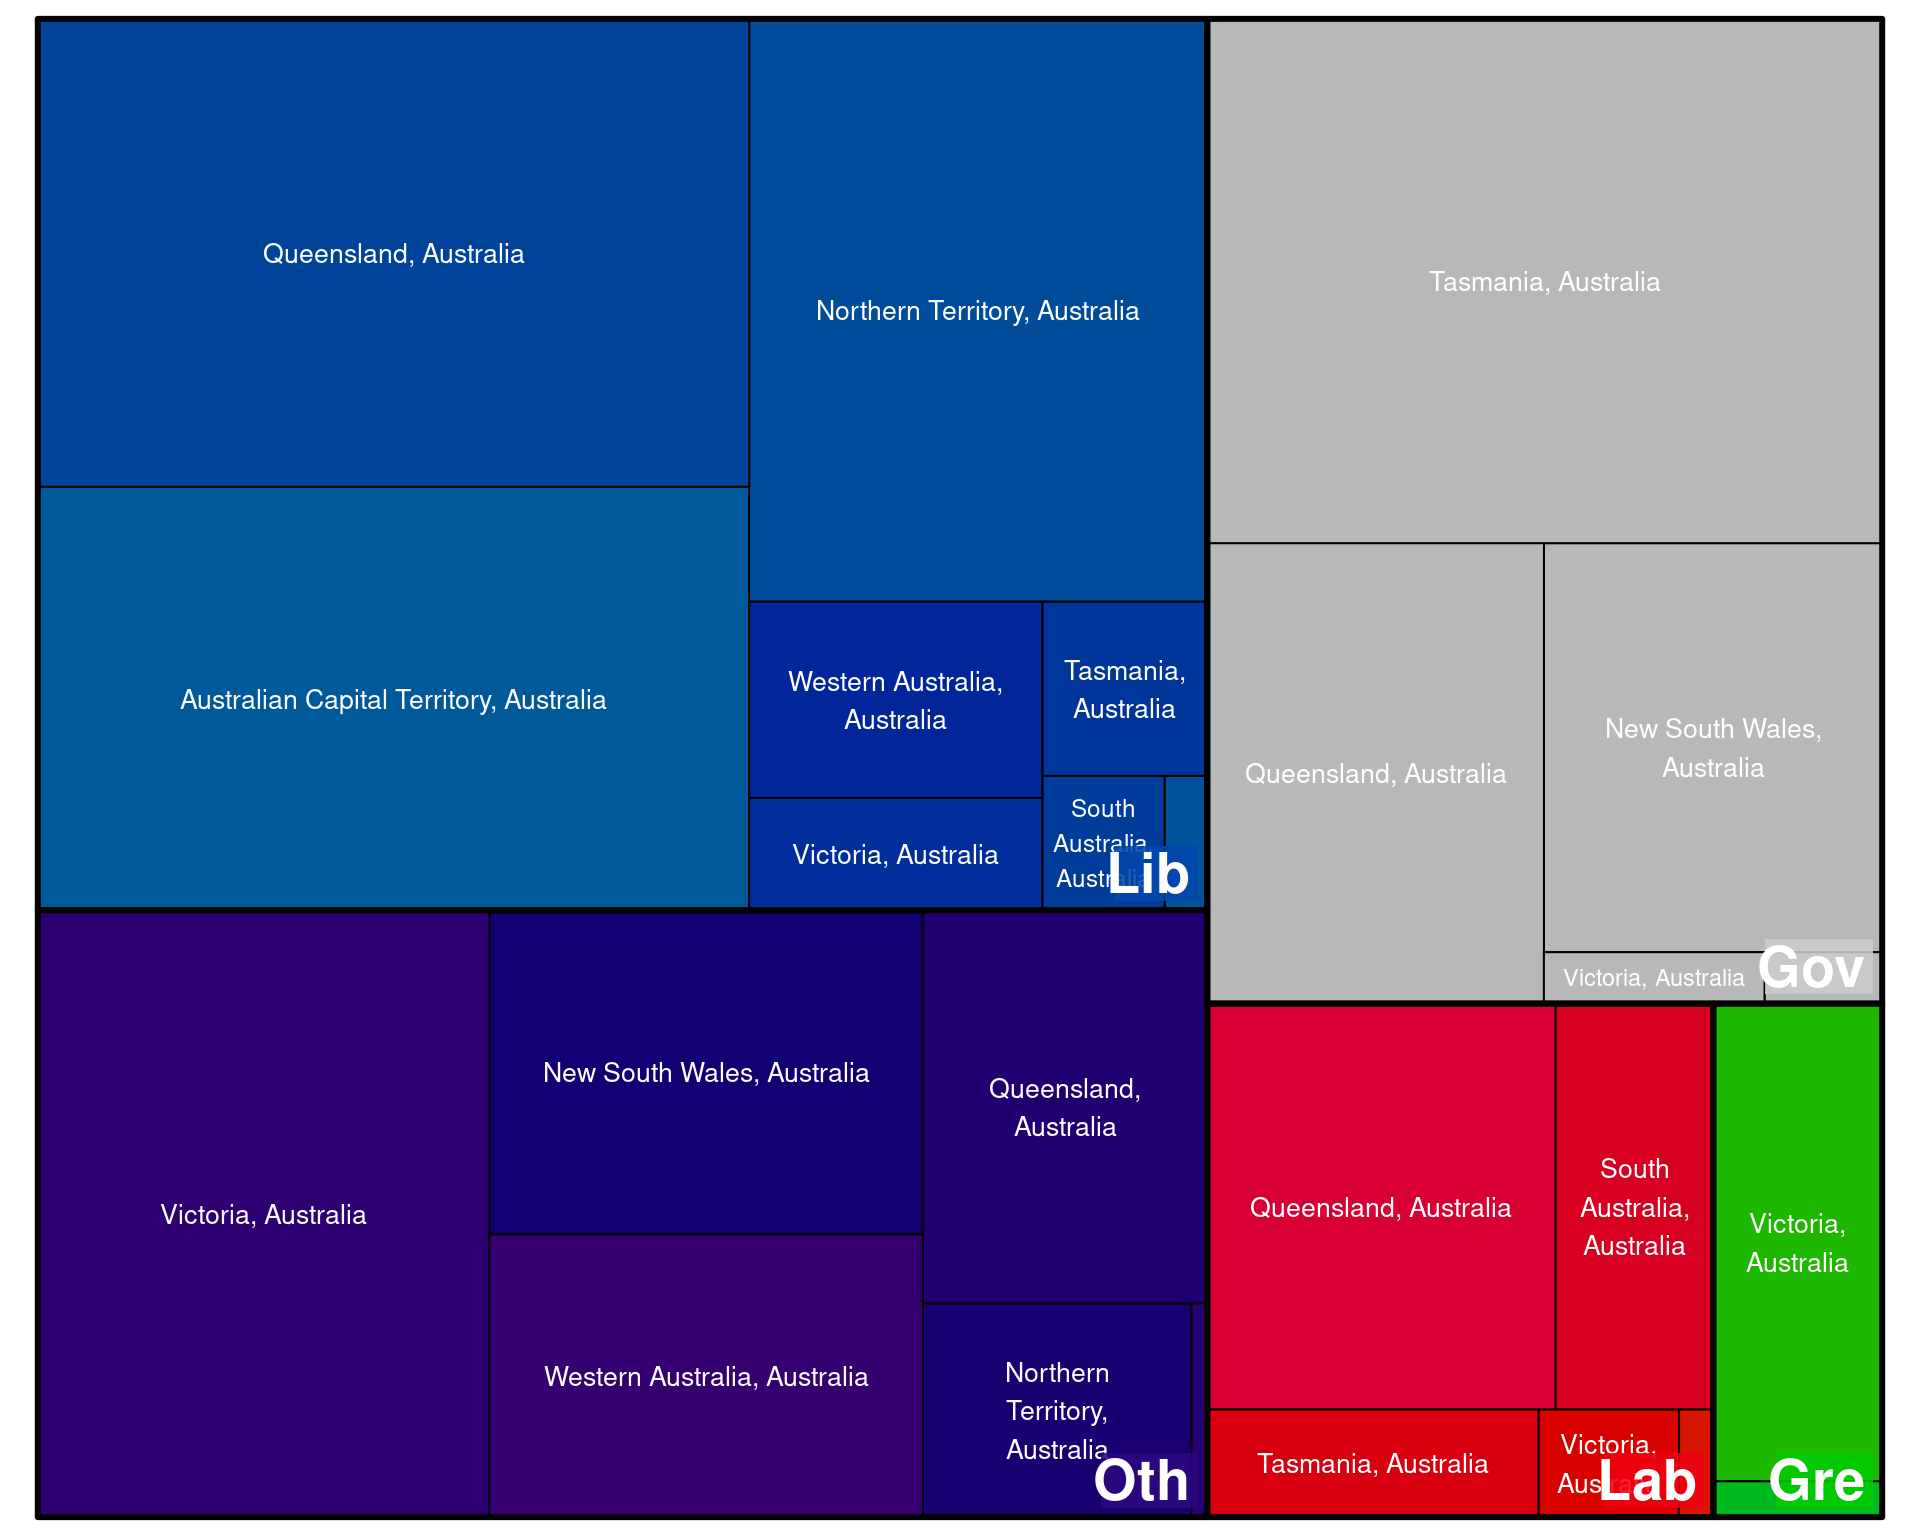 Queensland, Australia
Northern Territory, Australia
Australian Capital Territory, Australia
Western Australia,
Australia
Tasmania,
Australia
Victoria, Australia
South
Australia,
Australia
Lib
Tasmania, Australia
Queensland, Australia
New South Wales,
Australia
Victoria, Australia
Gov
Victoria, Australia
New South Wales, Australia
Queensland,
Australia
Western Australia, Australia
Northern
Territory,
Australia
Oth
Queensland, Australia
South
Australia,
Australia
Tasmania, Australia
Victoria,
Australia
Lab
Victoria,
Australia
Gre